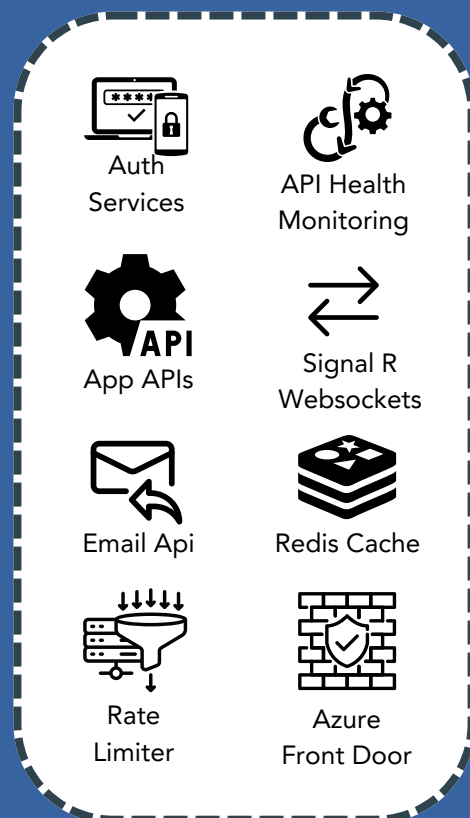 ****
Auth
Services
API Health
Monitoring
API
App APIs
Signal R
Websockets
Email Api
Redis Cache
Rate
Limiter
Azure
Front Door